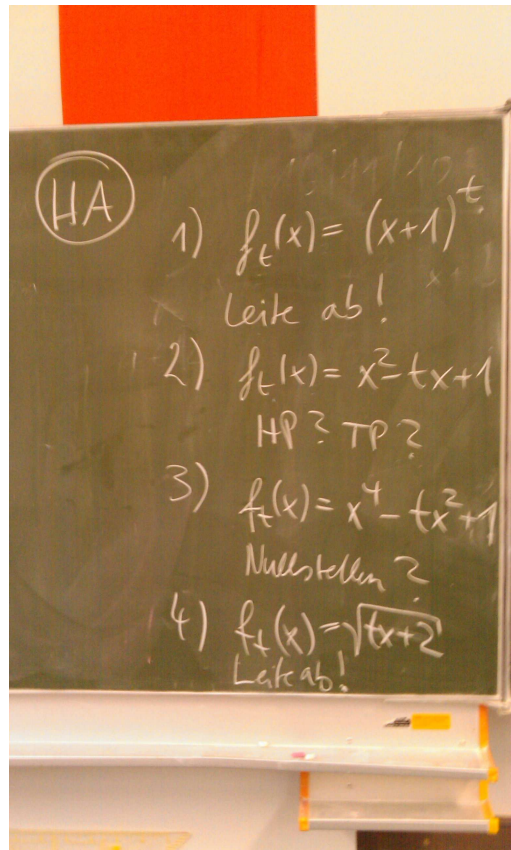 HA
1) f_t(x) = (x+1)^t
Leite ab!
2) f_t(x) = x²-tx+1
HP? TP?
3) f_t(x) = x⁴-tx²+1
Nullstellen?
4) f_t(x) = √(tx+2)
Leite ab!